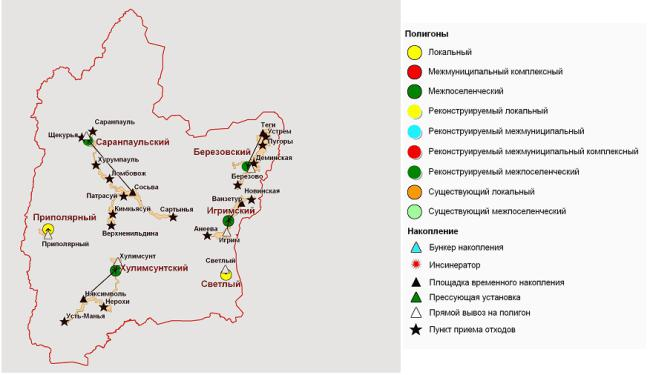 Саранпауль
Щекурья
Саранпаульский
Хурумпауль
Ломбовож
Сосьва
Патрасуи
Кимкьясуи
Сартынья
Верхненильдина
Приполярный
Приполярный
Хулимсунт
Хулимсунтский
Няксимволь
Нерохи
Усть-Манья
Теги
Устрем
Пугоры
Березовский
Деминская
Березово
Новинская
Ванзетур
Игримский
Анеева
Игрим
Светлый
Светлый
Полигоны
Локальный
Межмуниципальный комплексный
Межпоселенческий
Реконструируемый локальный
Реконструируемый межмуниципальный
Реконструируемый межмуниципальный комплексный
Реконструируемый межпоселенческий
Существующий локальный
Существующий межпоселенческий
Накопление
Бункер накопления
Инсинератор
Площадка временного накопления
Прессующая установка
Прямой вывоз на полигон
Пункт приема отходов